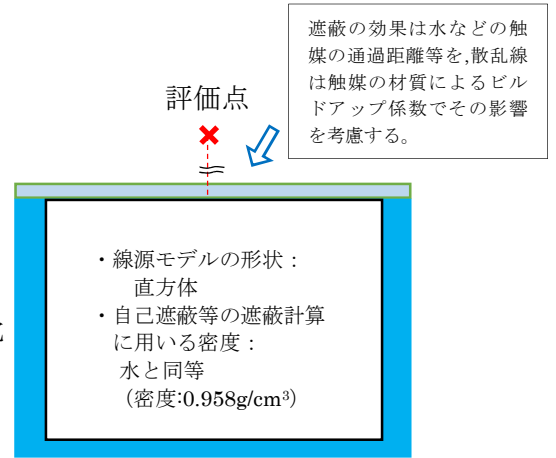 遮蔽の効果は水などの触
媒の通過距離等を,散乱線
は触媒の材質によるビル
ドアップ係数でその影響
を考慮する。
評価点
・線源モデルの形状：
直方体
・自己遮蔽等の遮蔽計算
に用いる密度：
水と同等
（密度:0.958g/cm³）